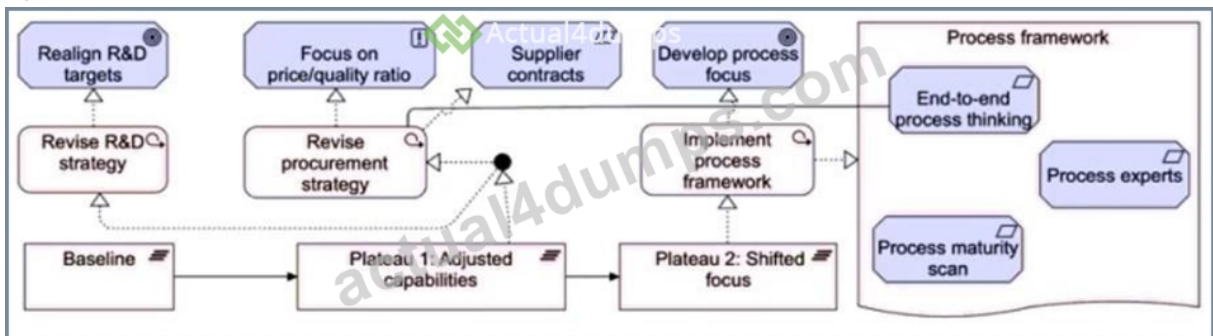 Actual4dumps
Realign R&D
targets
Focus on
price/quality ratio
Supplier
contracts
Develop process
focus
Process framework
End-to-end
process thinking
Revise R&D
strategy
Revise
procurement
strategy
Implement
process
framework
Process experts
Process maturity
scan
Baseline
Plateau 1: Adjusted
capabilities
Plateau 2: Shifted
focus
actual4dumps.com